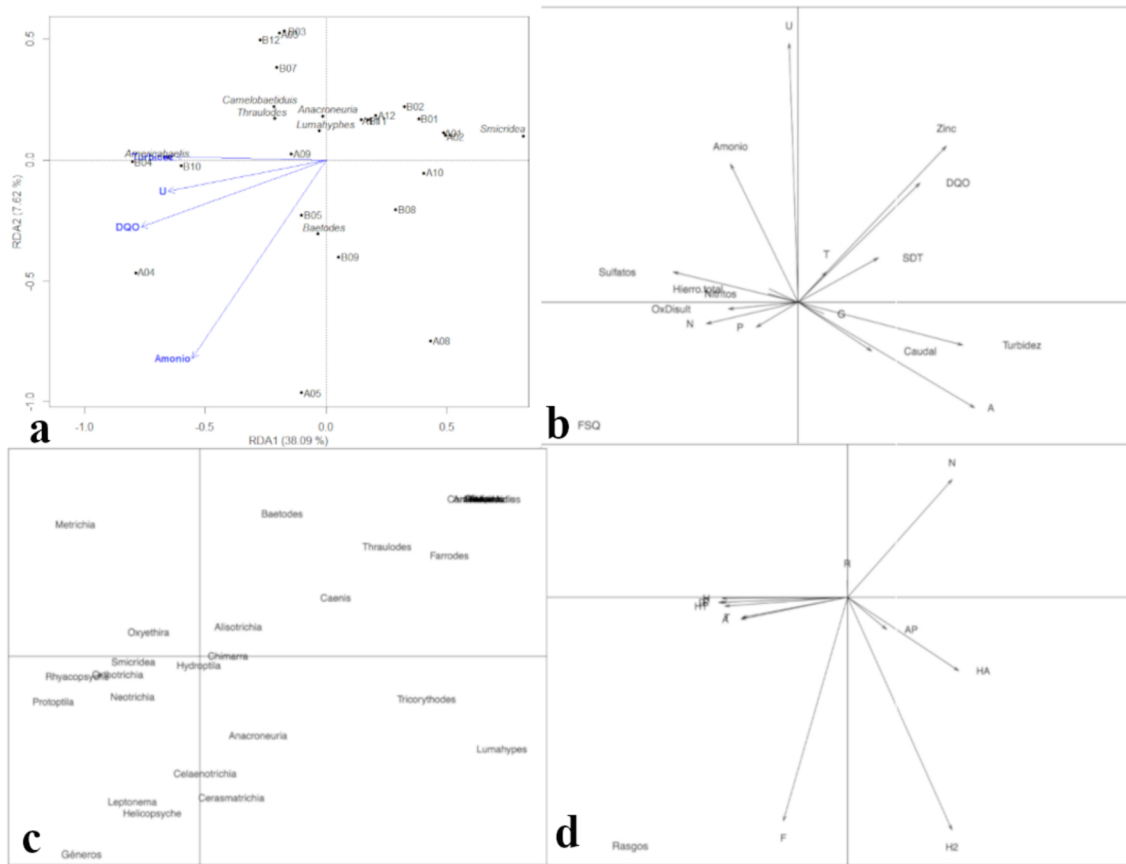 0.5
0.0
-0.5
-1.0
RDA2 (7.62 %)
B03
B12
B07
Camelobaetiduis
Thraulodes
Anacroneuria
Lumahyphes
A12
B02
B01
A02
Smicridea
Turbidez
B04
B10
A09
A10
U
DQO
B05
Baetodes
B08
B09
A04
Amonio
A08
A05
-1.0
-0.5
0.0
0.5
RDA1 (38.09 %)
a
U
Zinc
Amonio
DQO
T
SDT
Sulfatos
Hierro.total
Nitritos
OxDisult
N
P
G
Caudal
Turbidez
A
b
FSQ
Metrichia
Baetodes
Thraulodes
Farrodes
Caenis
Oxyethira
Alisotrichia
Smicridea
Chimarra
Hydroptila
Rhyacopsyche
Protoptila
Neotrichia
Tricorythodes
Anacroneuria
Lumahypes
Celaenotrichia
Leptonema
Cerasmatrichia
Helicopsyche
c
Géneros
N
R
AP
HA
F
H2
d
Rasgos